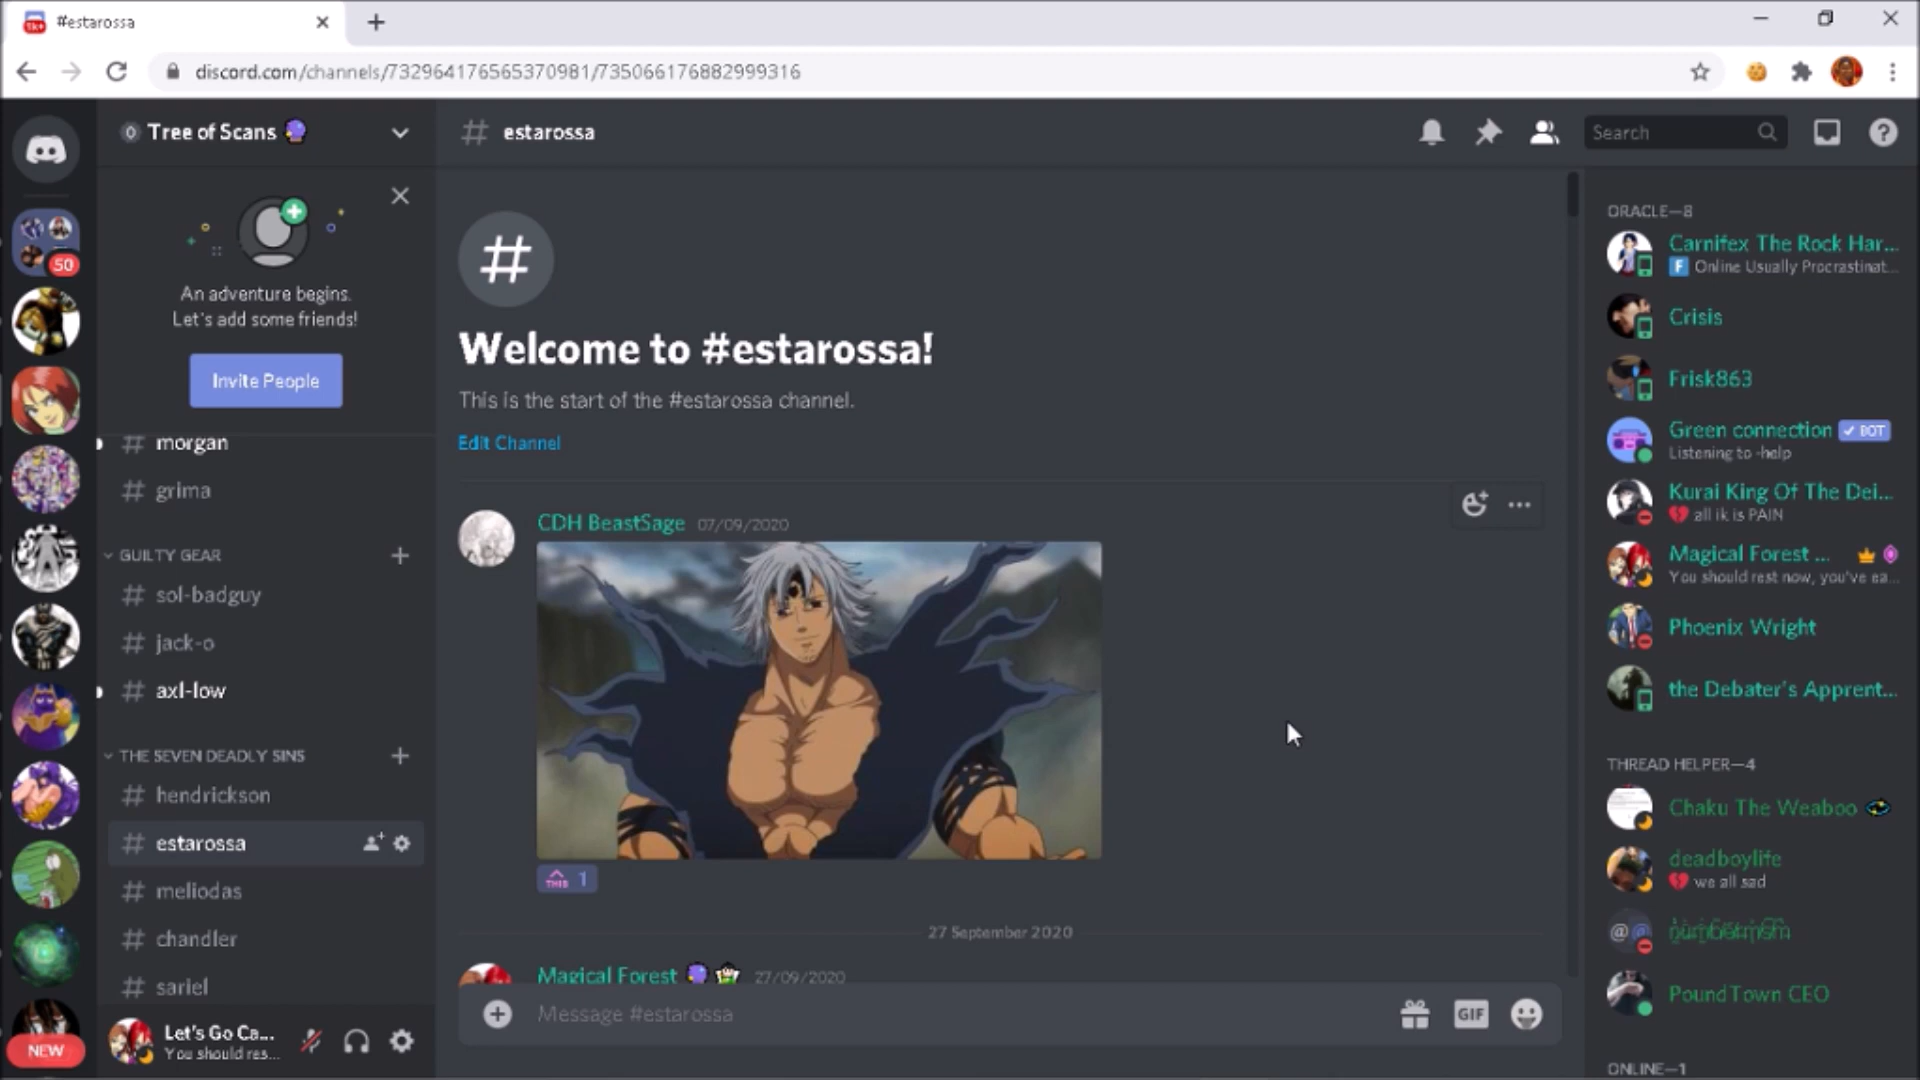 #estarossa
discord.com/channels/732964176565370981/735066176882999316
Tree of Scans
An adventure begins.
Let's add some friends!
Invite People
50
# morgan
# grima
GUILTY GEAR
# sol-badguy
# jack-o
# axl-low
THE SEVEN DEADLY SINS
# hendrickson
# estarossa
# meliodas
# chandler
# sariel
NEW
Let's Go Ca...
You should res...
# estarossa
Search
#
Welcome to #estarossa!
This is the start of the #estarossa channel.
Edit Channel
CDH BeastSage 07/09/2020
THIS 1
27 September 2020
Magical Forest 27/09/2020
Message #estarossa
GIF
ORACLE—8
Carnifex The Rock Har...
F Online Usually Procrastinat...
Crisis
Frisk863
Green connection ✓ BOT
Listening to -help
Kurai King Of The Dei...
all ik is PAIN
Magical Forest ...
You should rest now, you've ea...
Phoenix Wright
the Debater's Apprent...
THREAD HELPER—4
Chaku The Weaboo
deadboylife
we all sad
PoundTown CEO
ONLINE—1